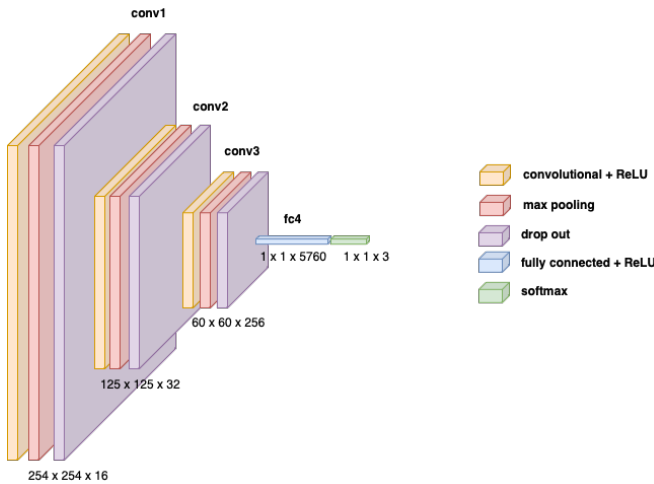 conv1
conv2
conv3
fc4
254 x 254 x 16
125 x 125 x 32
60 x 60 x 256
1 x 1 x 5760
1 x 1 x 3
convolutional + ReLU
max pooling
drop out
fully connected + ReLU
softmax